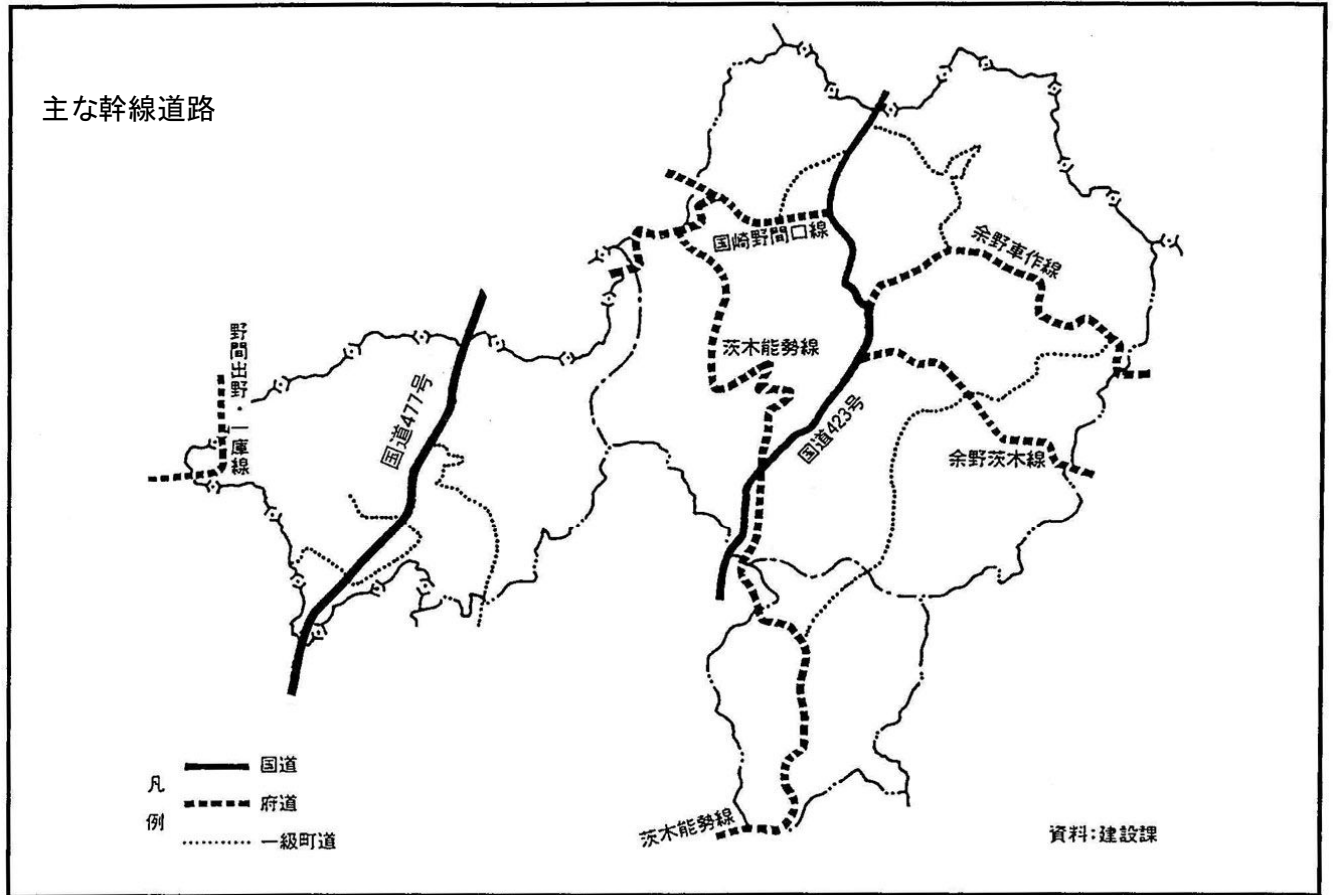 主な幹線道路
国崎野間口線
余野車作線
野間出野・一庫線
茨木能勢線
国道477号
国道423号
余野茨木線
凡例
国道
府道
一級町道
茨木能勢線
資料:建設課